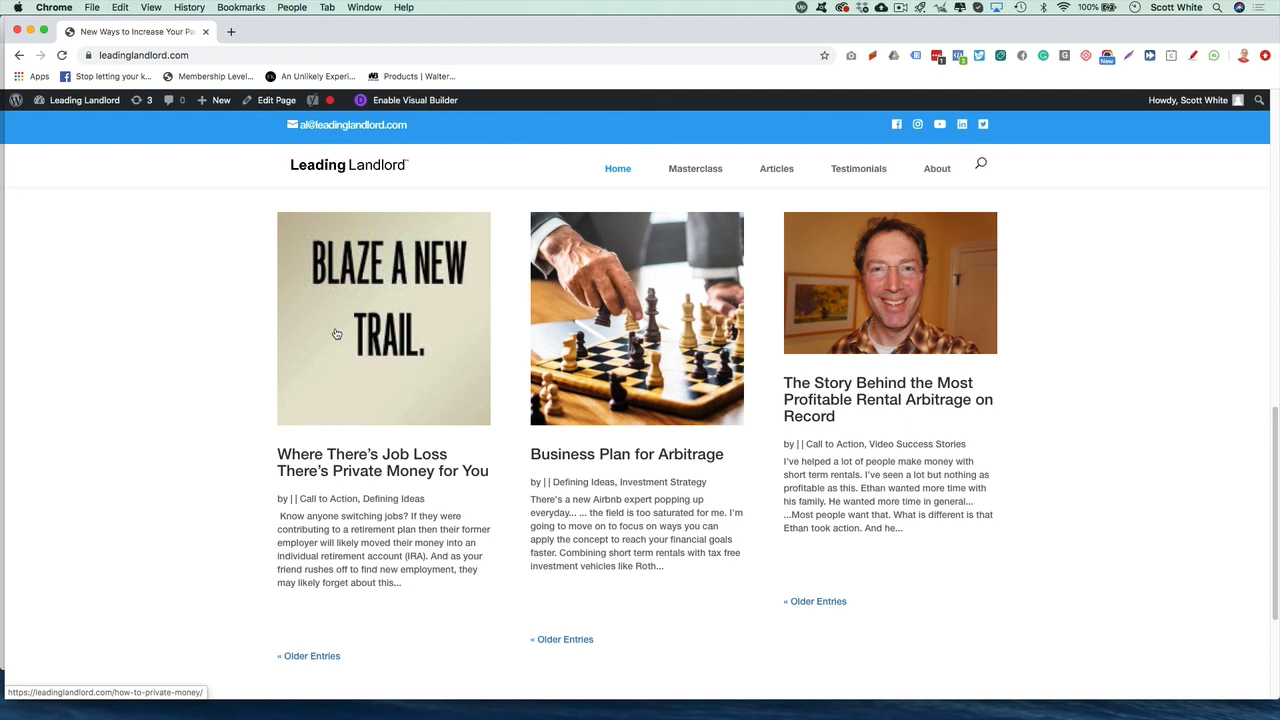 Chrome File Edit View History Bookmarks People Tab Window Help
100% Scott White
New Ways to Increase Your Pa
leadinglandlord.com
Apps Stop letting your k... Membership Level... An Unlikely Experi... Products | Walter...
Leading Landlord 3 0 New Edit Page Enable Visual Builder Howdy, Scott White
al@leadinglandlord.com
Leading Landlord™ Home Masterclass Articles Testimonials About
BLAZE A NEW
TRAIL.
Where There's Job Loss
There's Private Money for You
by | | Call to Action, Defining Ideas
Know anyone switching jobs? If they were
contributing to a retirement plan then their former
employer will likely moved their money into an
individual retirement account (IRA). And as your
friend rushes off to find new employment, they
may likely forget about this...
« Older Entries
Business Plan for Arbitrage
by | | Defining Ideas, Investment Strategy
There's a new Airbnb expert popping up
everyday... ... the field is too saturated for me. I'm
going to move on to focus on ways you can
apply the concept to reach your financial goals
faster. Combining short term rentals with tax free
investment vehicles like Roth...
« Older Entries
The Story Behind the Most
Profitable Rental Arbitrage on
Record
by | | Call to Action, Video Success Stories
I've helped a lot of people make money with
short term rentals. I've seen a lot but nothing as
profitable as this. Ethan wanted more time with
his family. He wanted more time in general...
...Most people want that. What is different is that
Ethan took action. And he...
« Older Entries
https://leadinglandlord.com/how-to-private-money/